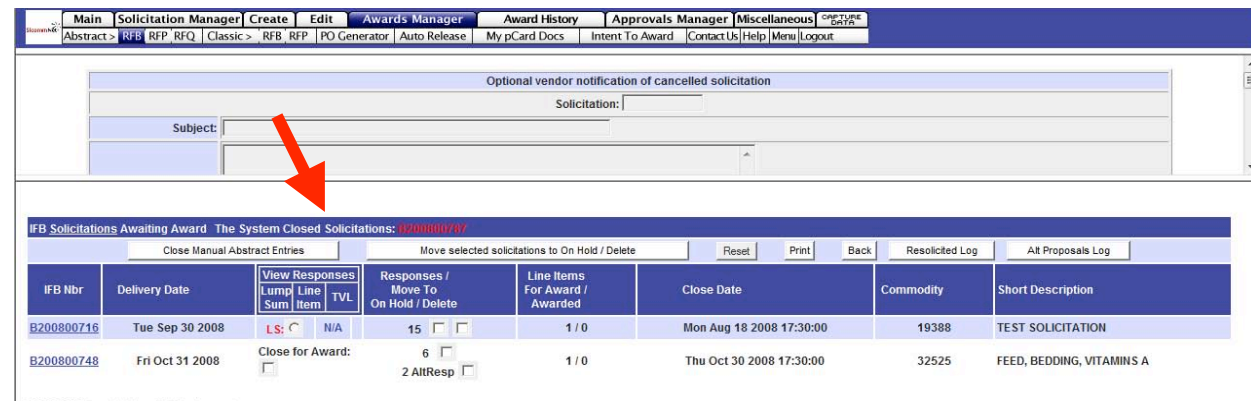 Main Solicitation Manager Create Edit Awards Manager Award History Approvals Manager Miscellaneous CAPTURE DATA
Abstract > RFB RFP RFQ Classic > RFB RFP PO Generator Auto Release My pCard Docs Intent To Award Contact Us Help Menu Logout
Optional vendor notification of cancelled solicitation
Solicitation:
Subject:
IFB Solicitations Awaiting Award The System Closed Solicitations: B200800707
Close Manual Abstract Entries Move selected solicitations to On Hold / Delete Reset Print Back Resolicited Log Alt Proposals Log
IFB Nbr Delivery Date View Responses Lump Sum Line Item TVL Responses / Move To On Hold / Delete Line Items For Award / Awarded Close Date Commodity Short Description
B200800716 Tue Sep 30 2008 LS: N/A 15 1 / 0 Mon Aug 18 2008 17:30:00 19388 TEST SOLICITATION
B200800748 Fri Oct 31 2008 Close for Award: 6 2 AltResp 1 / 0 Thu Oct 30 2008 17:30:00 32525 FEED, BEDDING, VITAMINS A